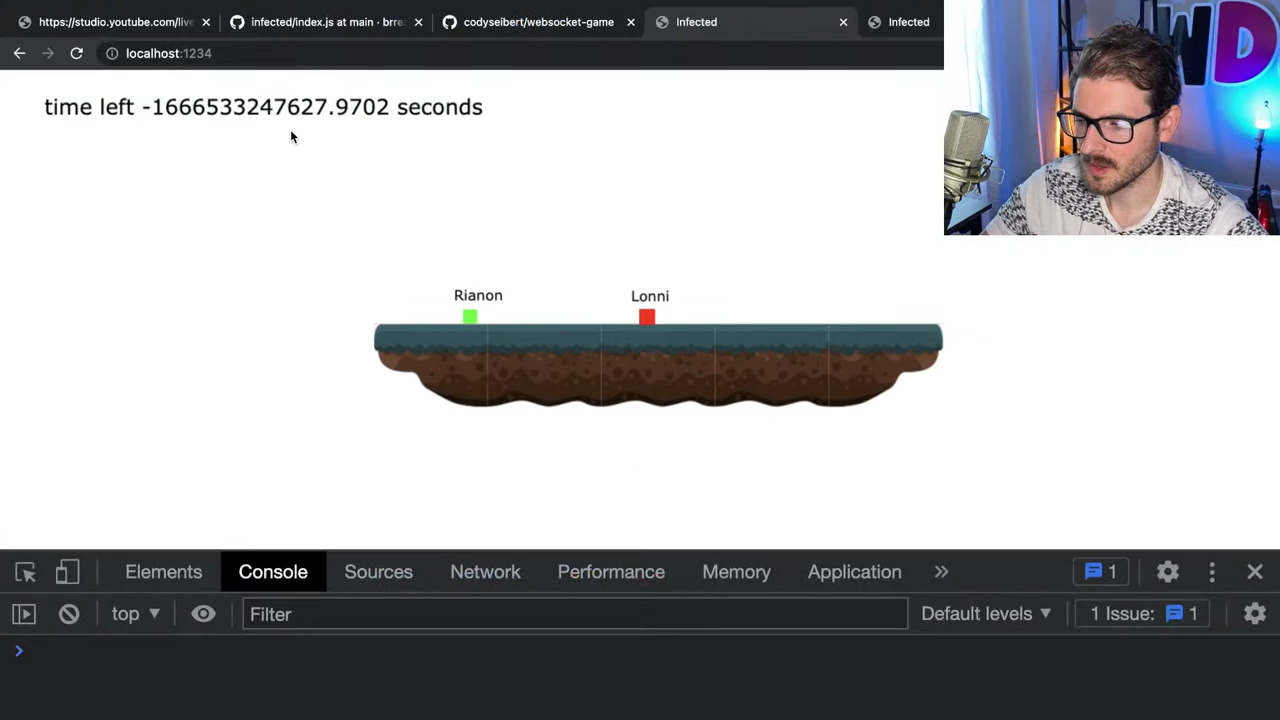 https://studio.youtube.com/live
infected/index.js at main · brrea
codyseibert/websocket-game
Infected
Infected
localhost:1234
WD
time left -1666533247627.9702 seconds
Rianon
Lonni
Elements
Console
Sources
Network
Performance
Memory
Application
1
top
Filter
Default levels
1 Issue:
1